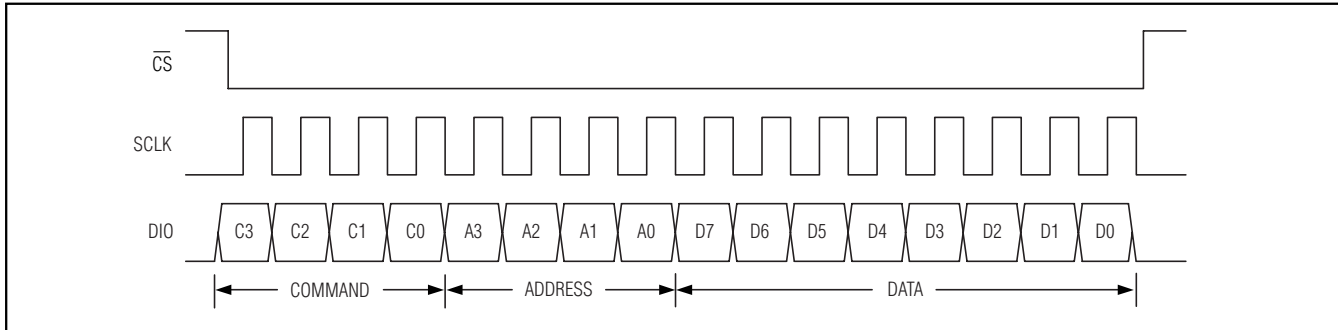 CS
SCLK
DIO C3 C2 C1 C0 A3 A2 A1 A0 D7 D6 D5 D4 D3 D2 D1 D0
COMMAND ADDRESS DATA